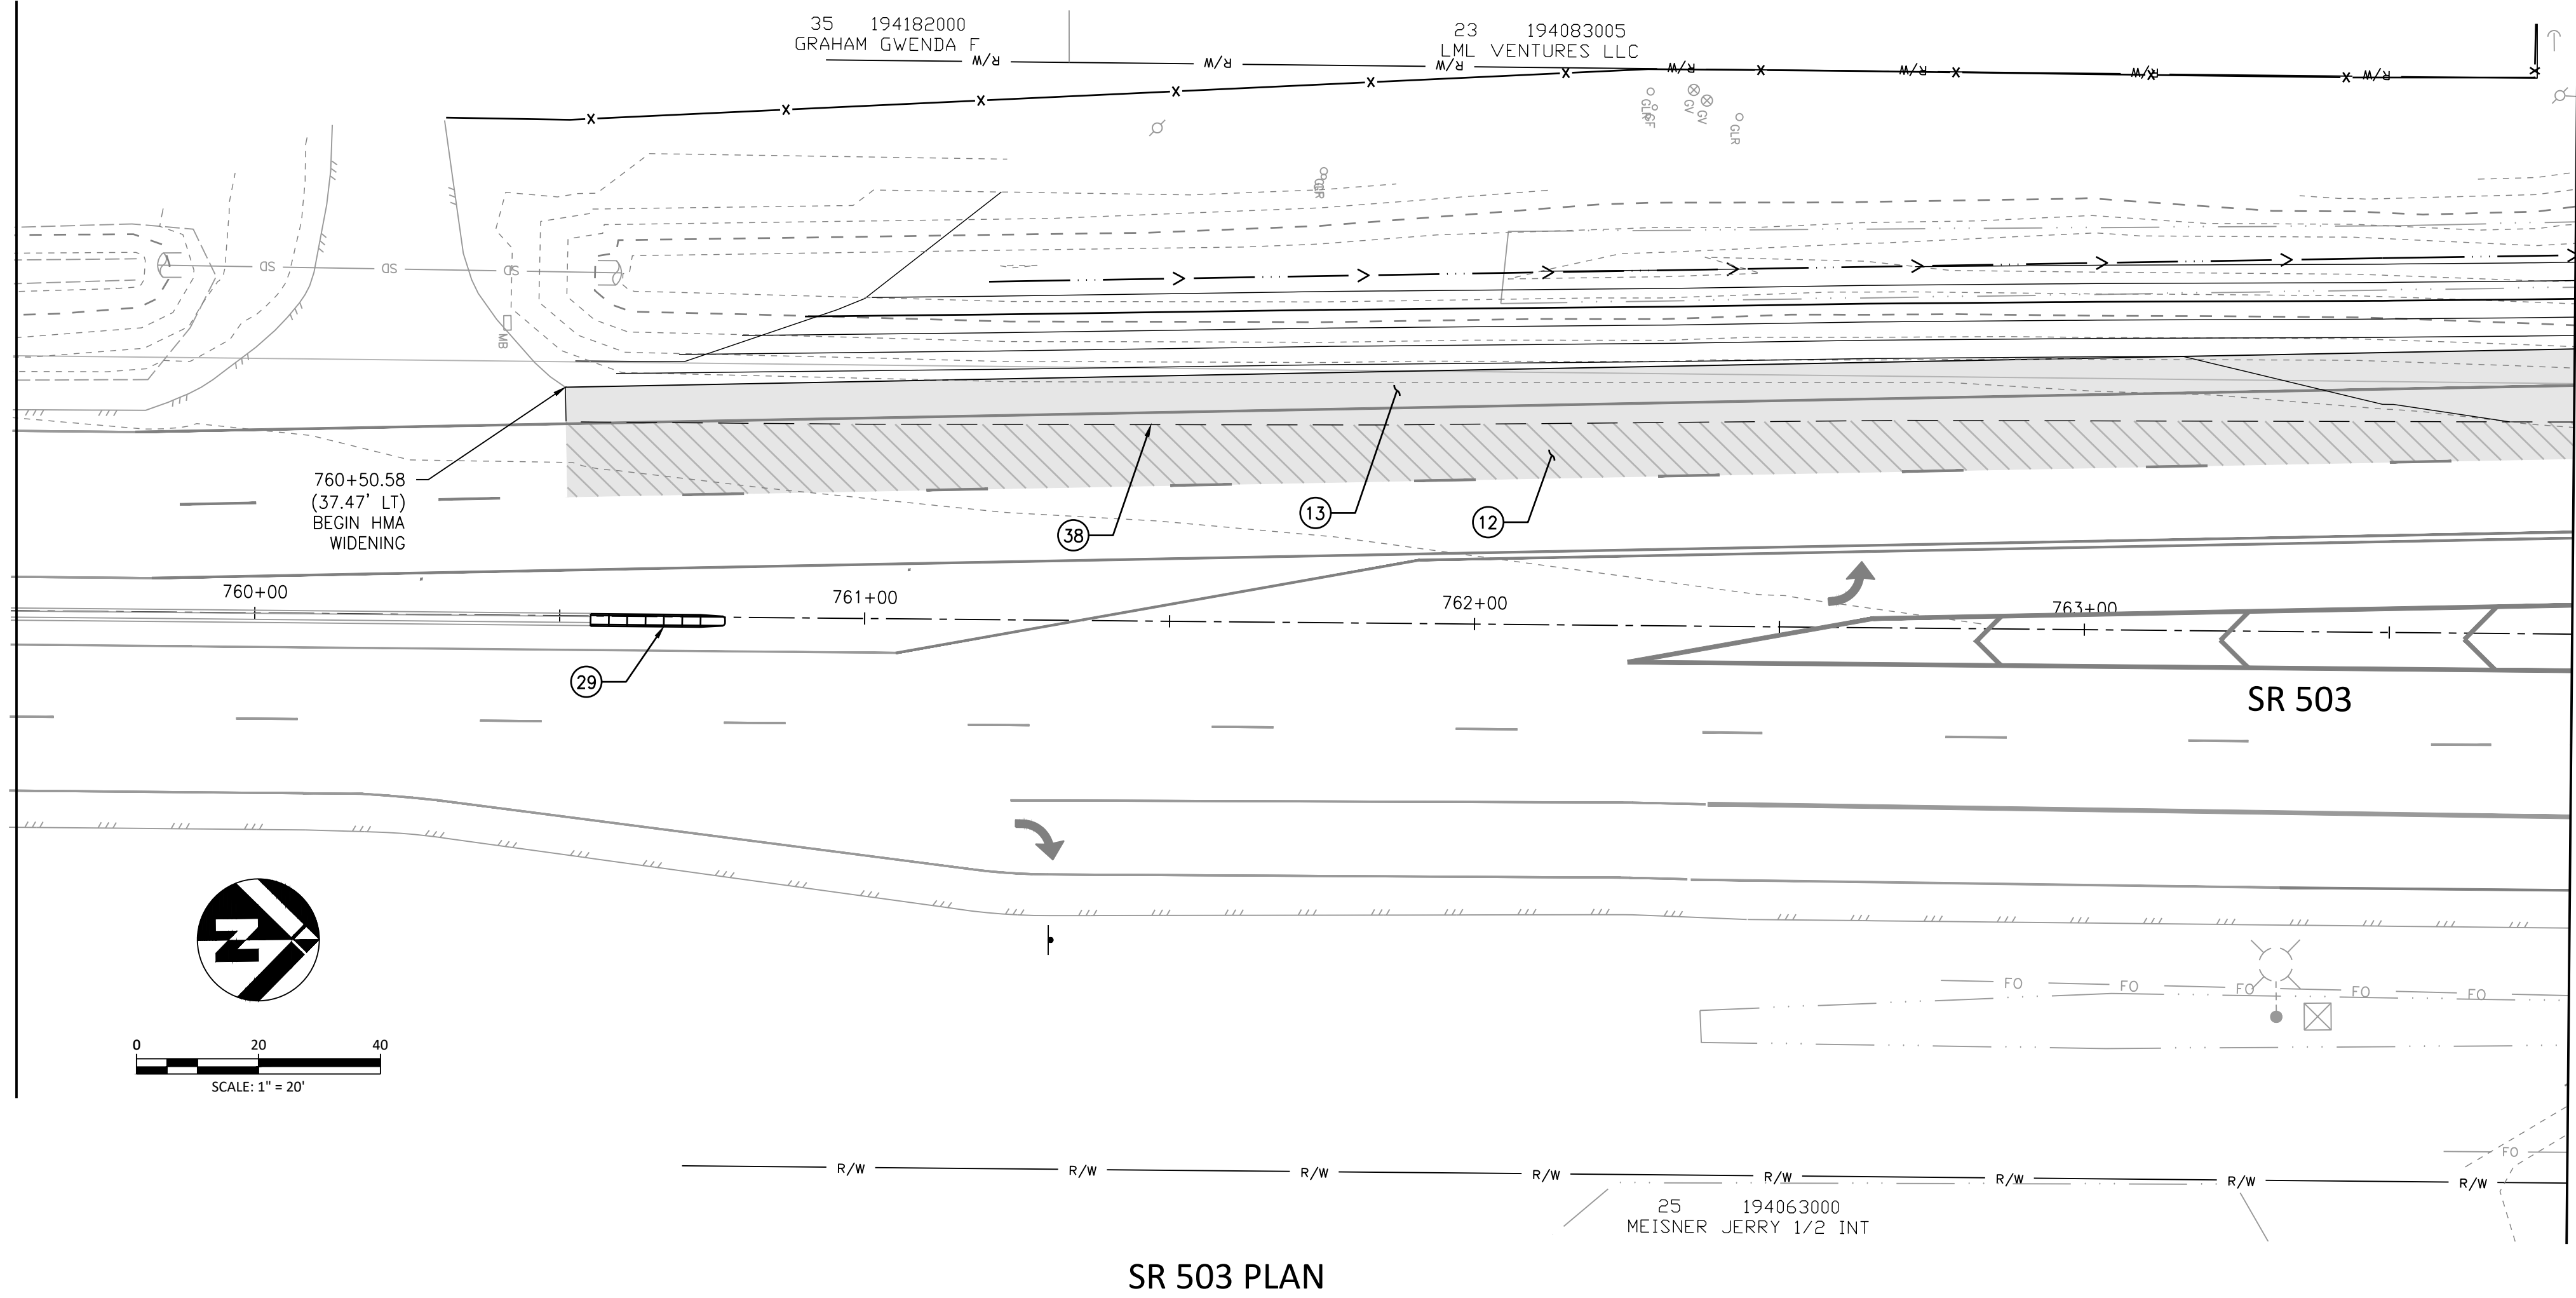 35 194182000
GRAHAM GWENDA F
23 194083005
LML VENTURES LLC
R/W R/W R/W R/W R/W R/W R/W
X X X X X X X X X X X
GLR
GF
GV
GV
GLR
GLR
SD SD SD
MB
760+50.58
(37.47' LT)
BEGIN HMA
WIDENING
38
13
12
760+00
761+00
762+00
763+00
29
SR 503
N
0 20 40
SCALE: 1" = 20'
FO FO FO FO FO
FO
R/W R/W R/W R/W R/W R/W R/W R/W
25 194063000
MEISNER JERRY 1/2 INT
SR 503 PLAN